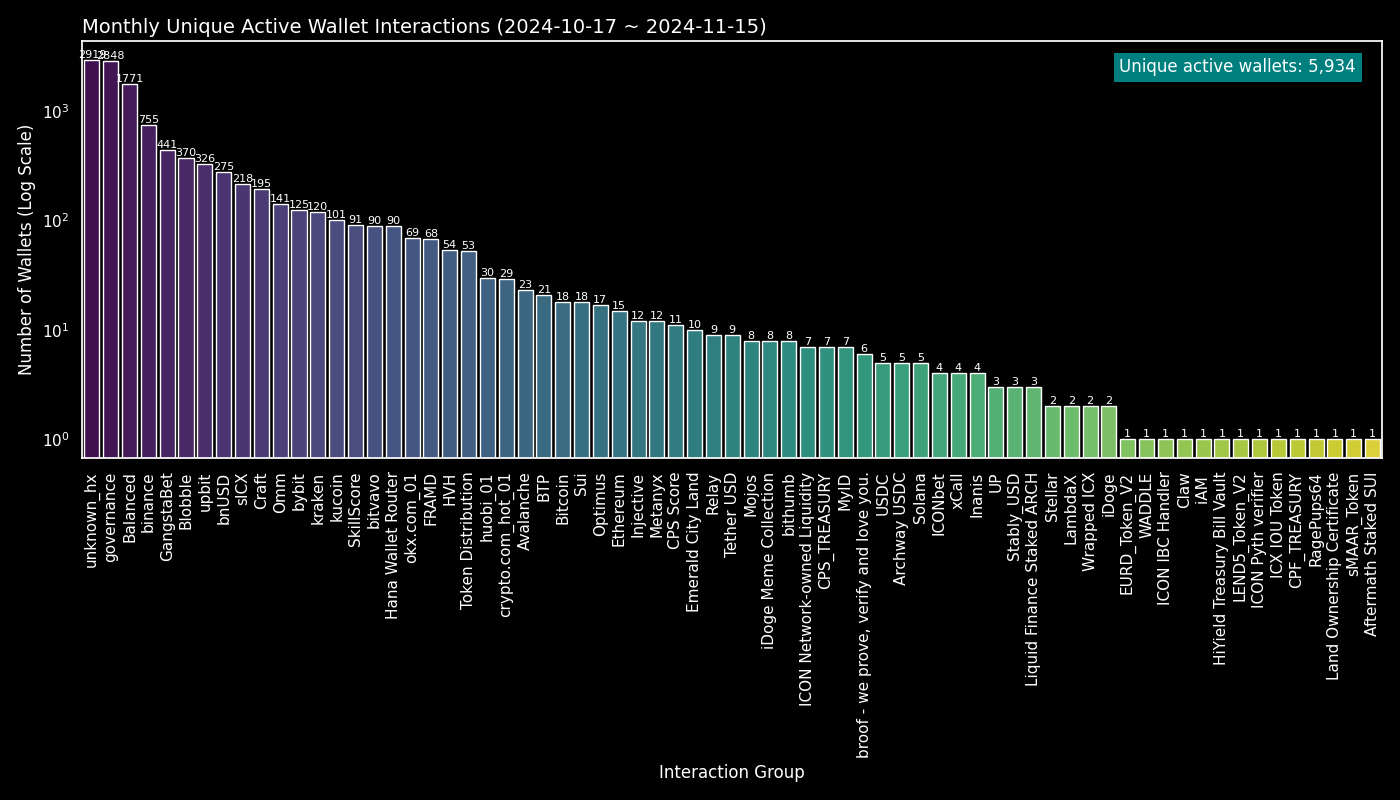 Monthly Unique Active Wallet Interactions (2024-10-17 ~ 2024-11-15)
Unique active wallets: 5,934
Number of Wallets (Log Scale)
10³
10²
10¹
10⁰
2848
1771
755
441
370
326
275
218
195
141
125
120
101
91
90
90
69
68
54
53
30
29
23
21
18
18
17
15
12
12
11
10
9
9
8
8
8
7
7
7
6
5
5
5
4
4
4
3
3
3
2
2
2
2
1
1
1
1
1
1
1
1
1
1
1
1
1
1
unknown_hx
governance
Balanced
binance
GangstaBet
Blobble
upbit
bnUSD
sICX
Craft
Omm
bybit
kraken
kucoin
SkillScore
bitvavo
Hana Wallet Router
okx.com_01
FRAMD
HVH
Token Distribution
huobi_01
crypto.com_hot_01
Avalanche
BTP
Bitcoin
Sui
Optimus
Ethereum
Injective
Metanyx
CPS Score
Emerald City Land
Relay
Tether USD
Mojos
iDoge Meme Collection
bithumb
ICON Network-owned Liquidity
CPS_TREASURY
MyID
broof - we prove, verify and love you.
USDC
Archway USDC
Solana
ICONbet
xCall
Inanis
UP
Stably_USD
Liquid Finance Staked ARCH
Stellar
LambdaX
Wrapped ICX
iDoge
EURD_Token_V2
WADDLE
ICON IBC Handler
Claw
iAM
HiYield Treasury Bill Vault
LEND5_Token_V2
ICON Pyth verifier
ICX IOU Token
CPF_TREASURY
RagePups64
Land Ownership Certificate
sMAAR_Token
Aftermath Staked SUI
Interaction Group